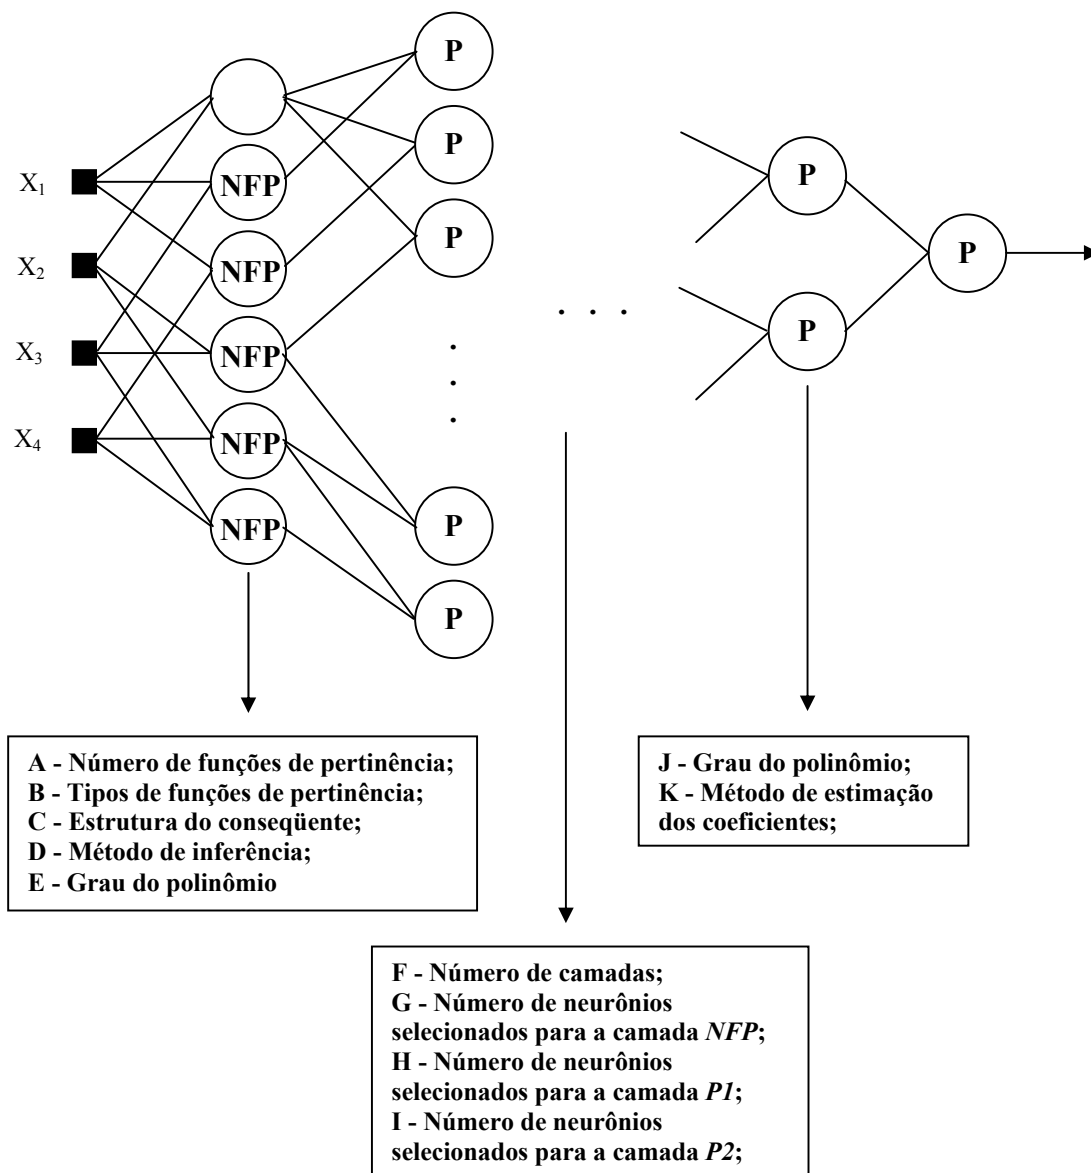 P
P
P
P
P
X1
NFP
X2
NFP
P
X3
NFP
. . .
P
X4
NFP
NFP
P
P
A - Número de funções de pertinência;
B - Tipos de funções de pertinência;
C - Estrutura do conseqüente;
D - Método de inferência;
E - Grau do polinômio
J - Grau do polinômio;
K - Método de estimação
dos coeficientes;
F - Número de camadas;
G - Número de neurônios
selecionados para a camada NFP;
H - Número de neurônios
selecionados para a camada P1;
I - Número de neurônios
selecionados para a camada P2;